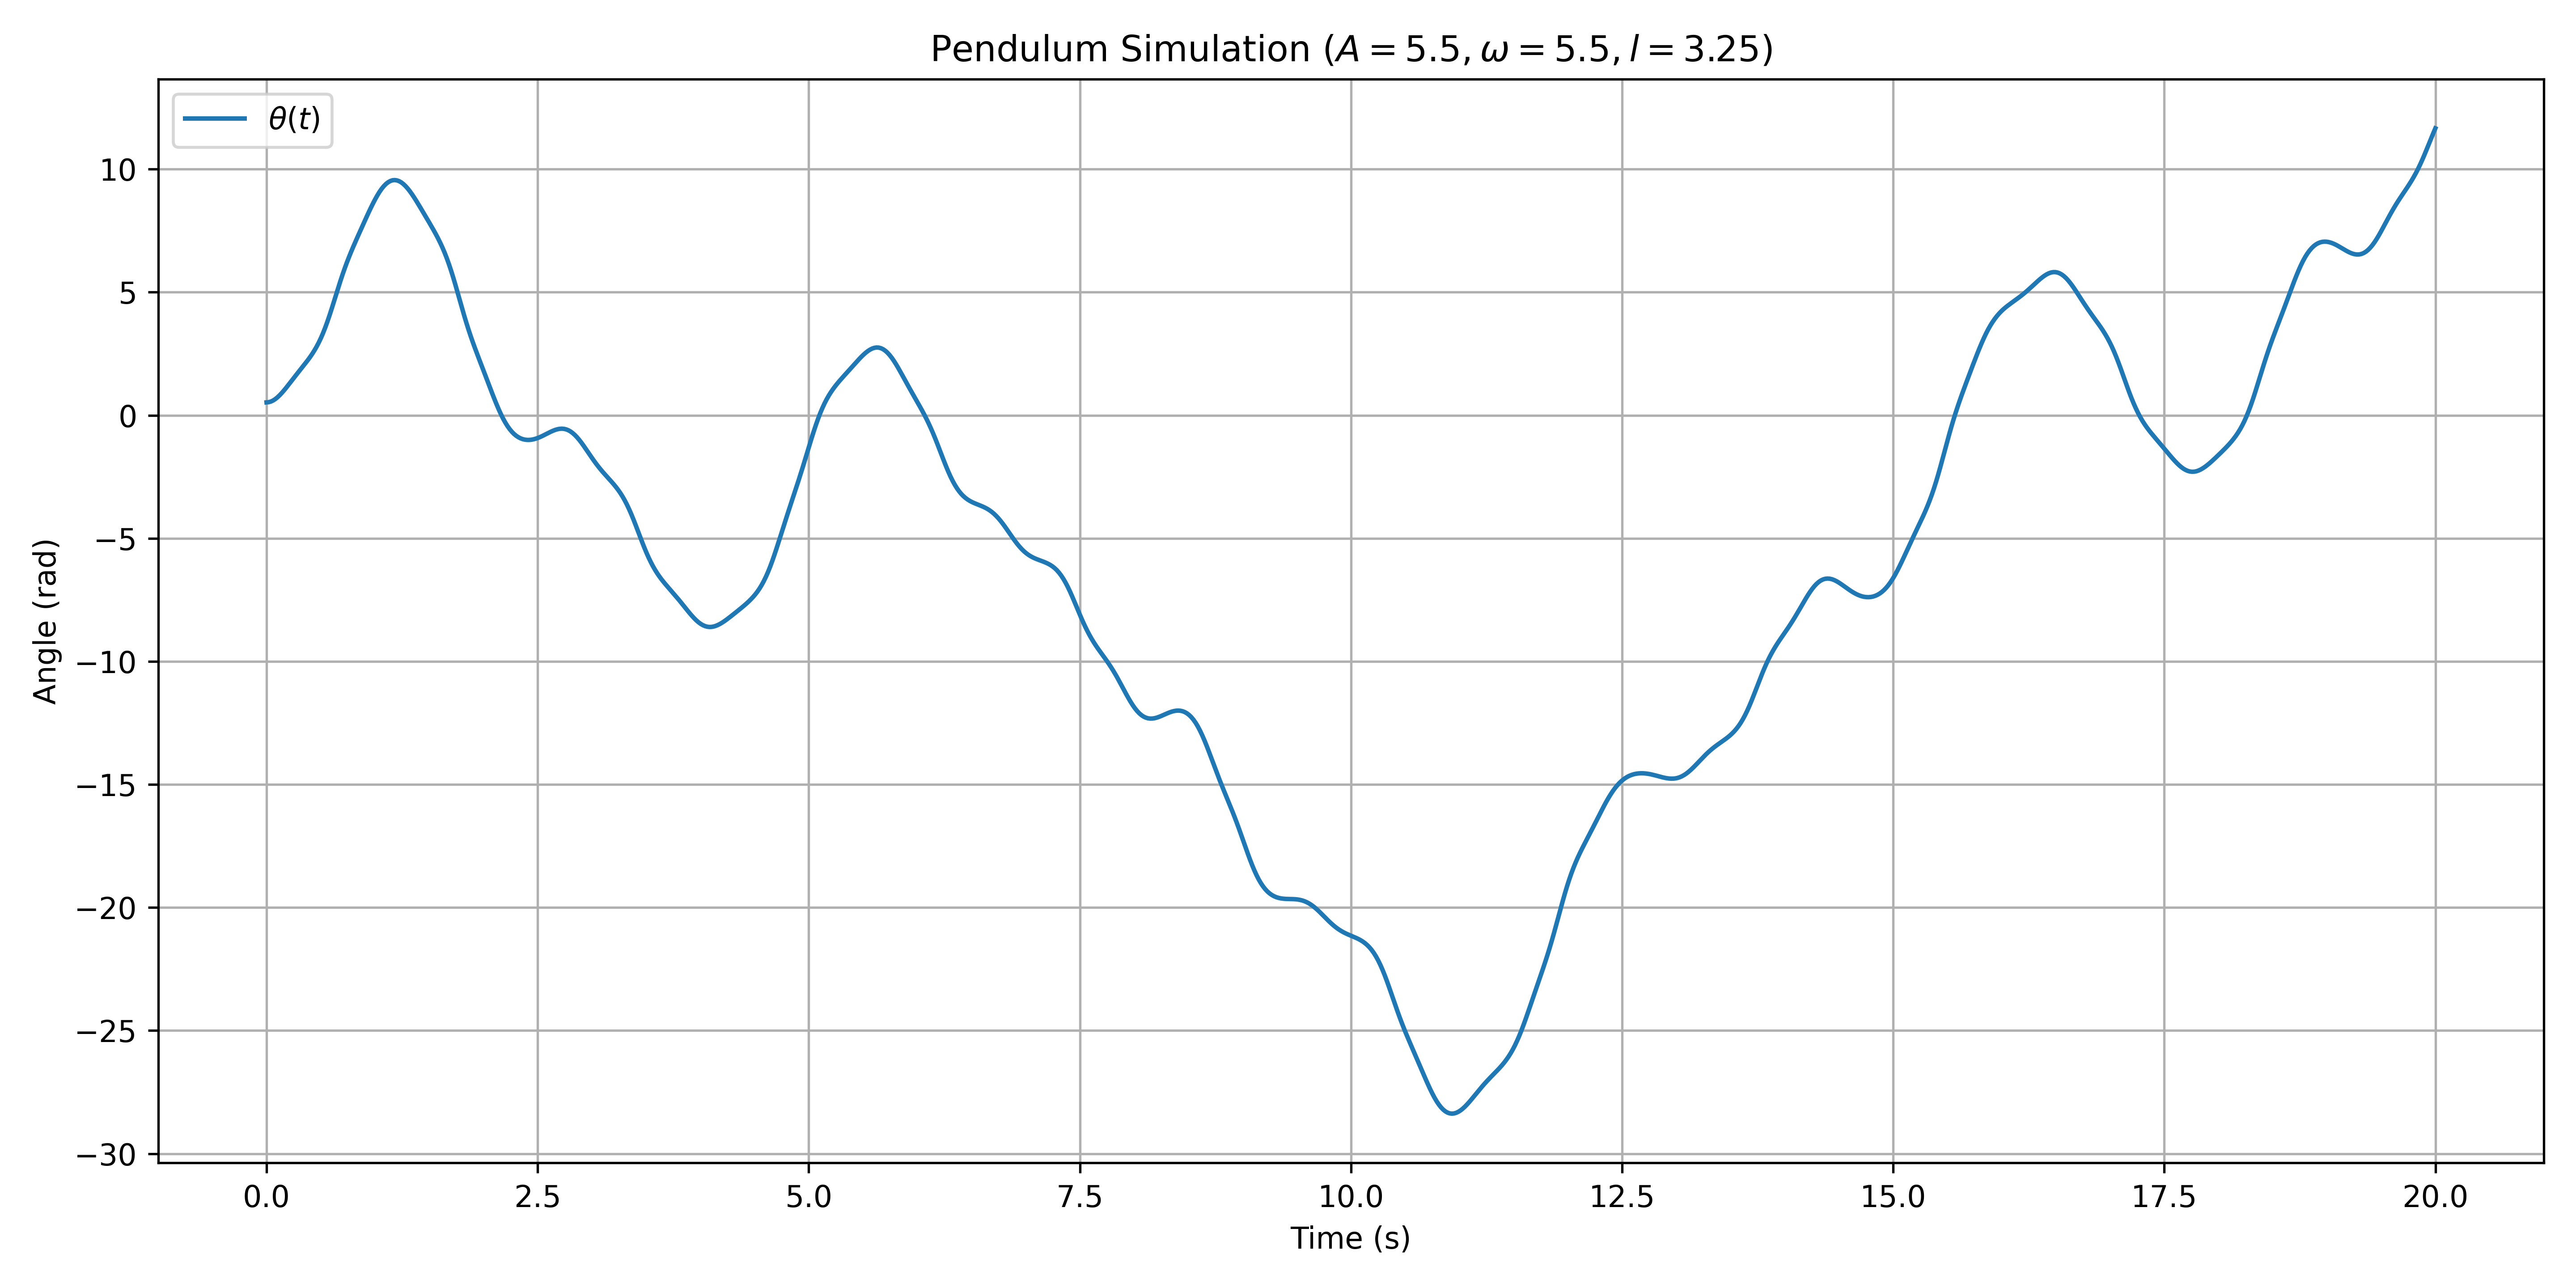 Pendulum Simulation (A = 5.5, ω = 5.5, l = 3.25)
θ(t)
10
5
0
−5
−10
−15
−20
−25
−30
Angle (rad)
0.0 2.5 5.0 7.5 10.0 12.5 15.0 17.5 20.0
Time (s)